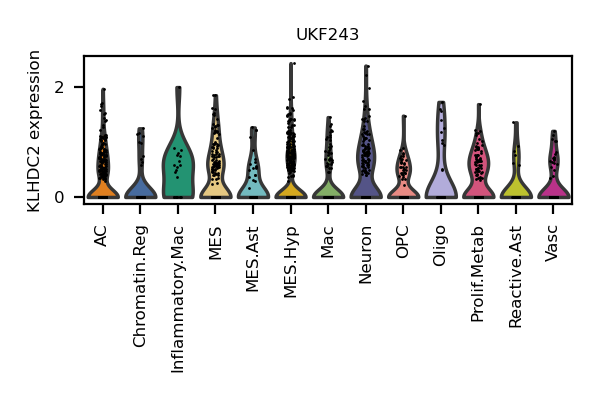 UKF243
KLHDC2 expression
2
0
AC
Chromatin.Reg
Inflammatory.Mac
MES
MES.Ast
MES.Hyp
Mac
Neuron
OPC
Oligo
Prolif.Metab
Reactive.Ast
Vasc